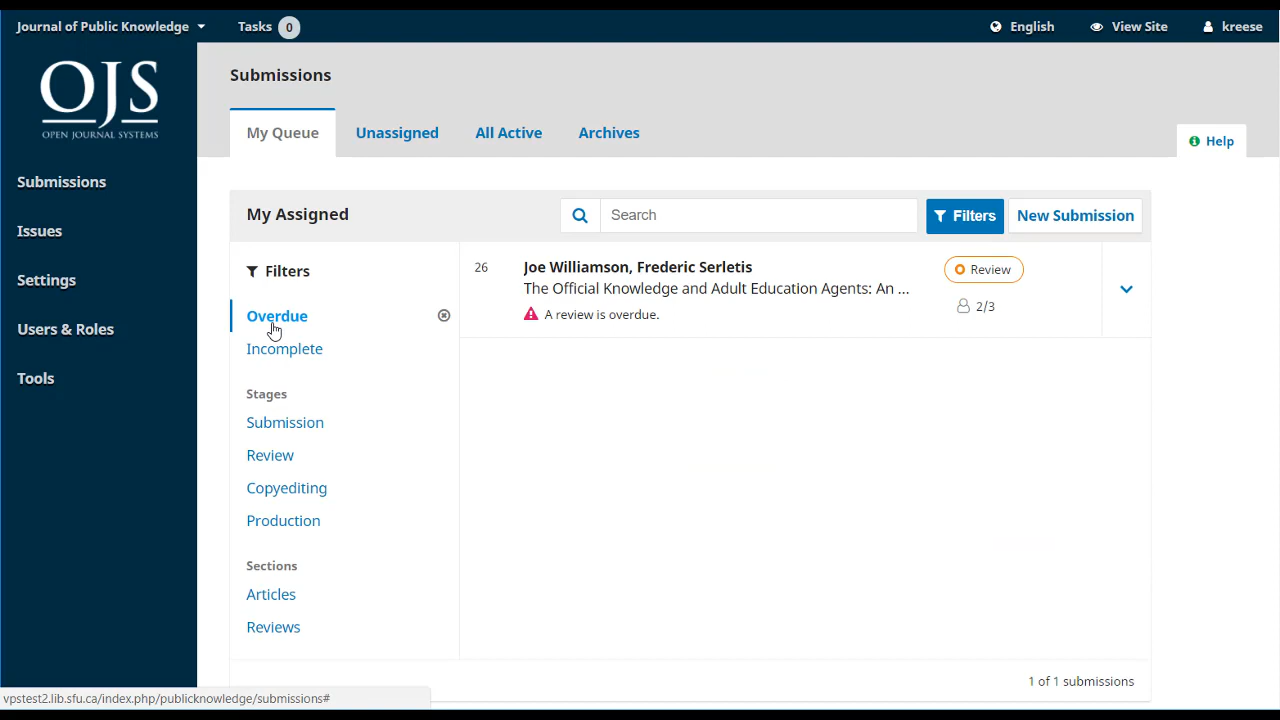 Journal of Public Knowledge
Tasks 0
English
View Site
kreese
OJS
OPEN JOURNAL SYSTEMS
Submissions
Issues
Settings
Users & Roles
Tools
Submissions
My Queue
Unassigned
All Active
Archives
Help
My Assigned
Search
Filters
New Submission
Filters
Overdue
Incomplete
Stages
Submission
Review
Copyediting
Production
Sections
Articles
Reviews
26
Joe Williamson, Frederic Serletis
The Official Knowledge and Adult Education Agents: An ...
A review is overdue.
Review
2/3
1 of 1 submissions
vpstest2.lib.sfu.ca/index.php/publicknowledge/submissions#